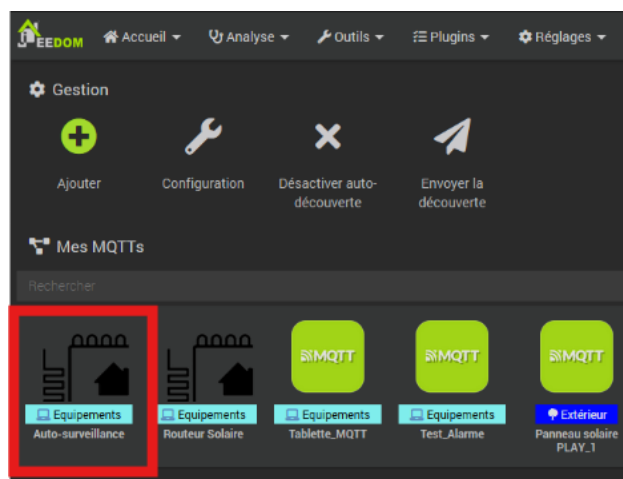 JEEDOM Accueil Analyse Outils Plugins Réglages
Gestion
Ajouter Configuration Désactiver auto- Envoyer la
découverte découverte
Mes MQTTs
Rechercher
MQTT MQTT MQTT
Equipements Equipements Equipements Equipements Extérieur
Auto-surveillance Routeur Solaire Tablette_MQTT Test_Alarme Panneau solaire
PLAY_1